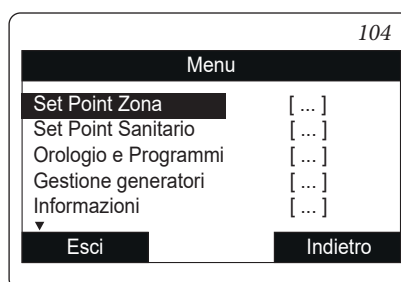 104
Menu
Set Point Zona [ ... ]
Set Point Sanitario [ ... ]
Orologio e Programmi [ ... ]
Gestione generatori [ ... ]
Informazioni [ ... ]
Esci Indietro